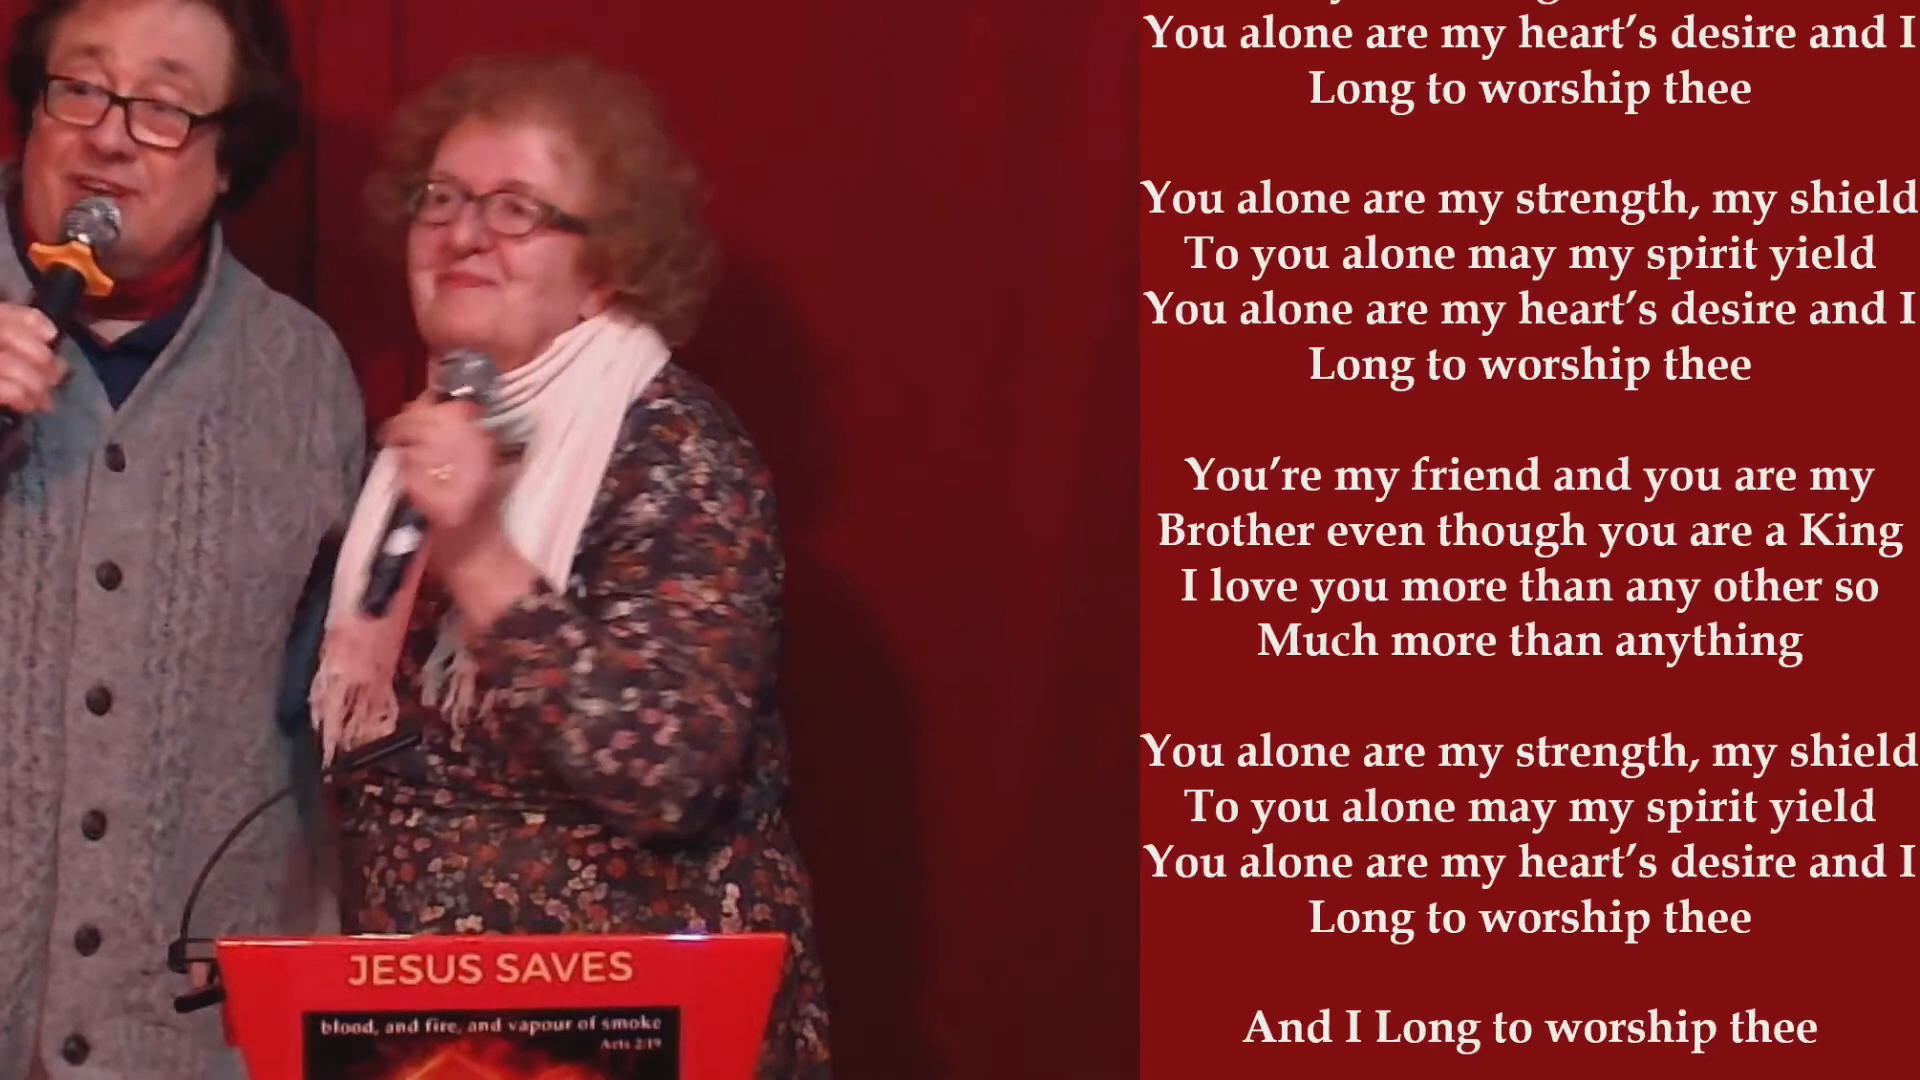 You alone are my heart’s desire and I
Long to worship thee
You alone are my strength, my shield
To you alone may my spirit yield
You alone are my heart’s desire and I
Long to worship thee
You’re my friend and you are my
Brother even though you are a King
I love you more than any other so
Much more than anything
You alone are my strength, my shield
To you alone may my spirit yield
You alone are my heart’s desire and I
Long to worship thee
And I Long to worship thee
JESUS SAVES
blood, and fire, and vapour of smoke
Acts 2:19